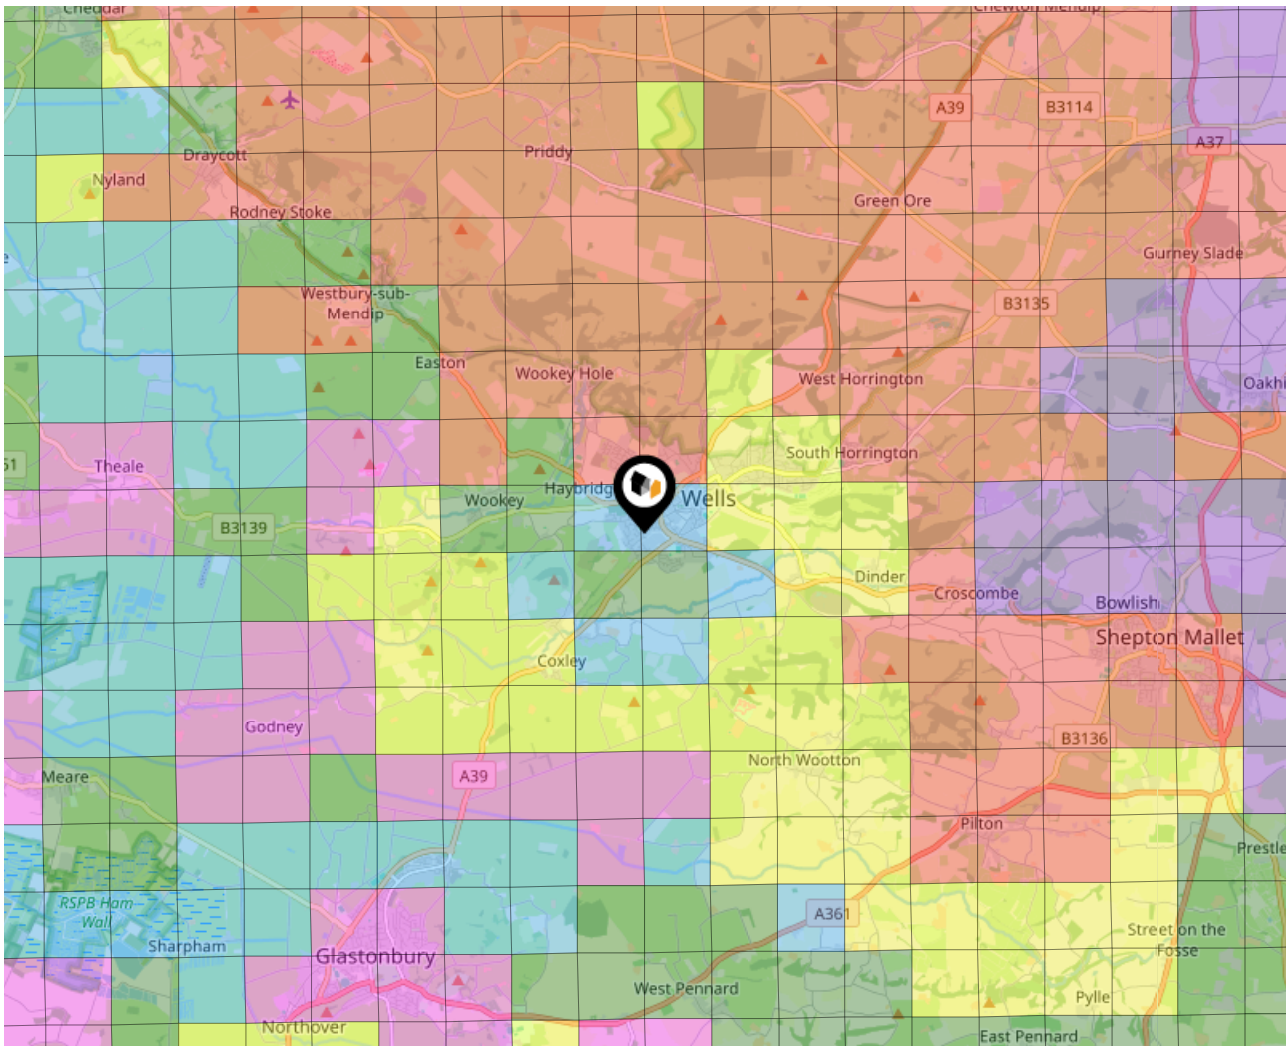 Cheddar
Chewton Mendip
A39
B3114
A37
Draycott
Priddy
Nyland
Green Ore
Rodney Stoke
Gurney Slade
Westbury-sub-
Mendip
B3135
Easton
Wookey Hole
West Horrington
Oakhi
South Horrington
51
Theale
Haybridge
Wookey
Wells
B3139
Dinder
Croscombe
Bowlish
Shepton Mallet
Coxley
Godney
B3136
North Wootton
Meare
A39
Pilton
Prestle
RSPB Ham
Wall
A361
Street on the
Fosse
Sharpham
Glastonbury
West Pennard
Pylle
Northover
East Pennard